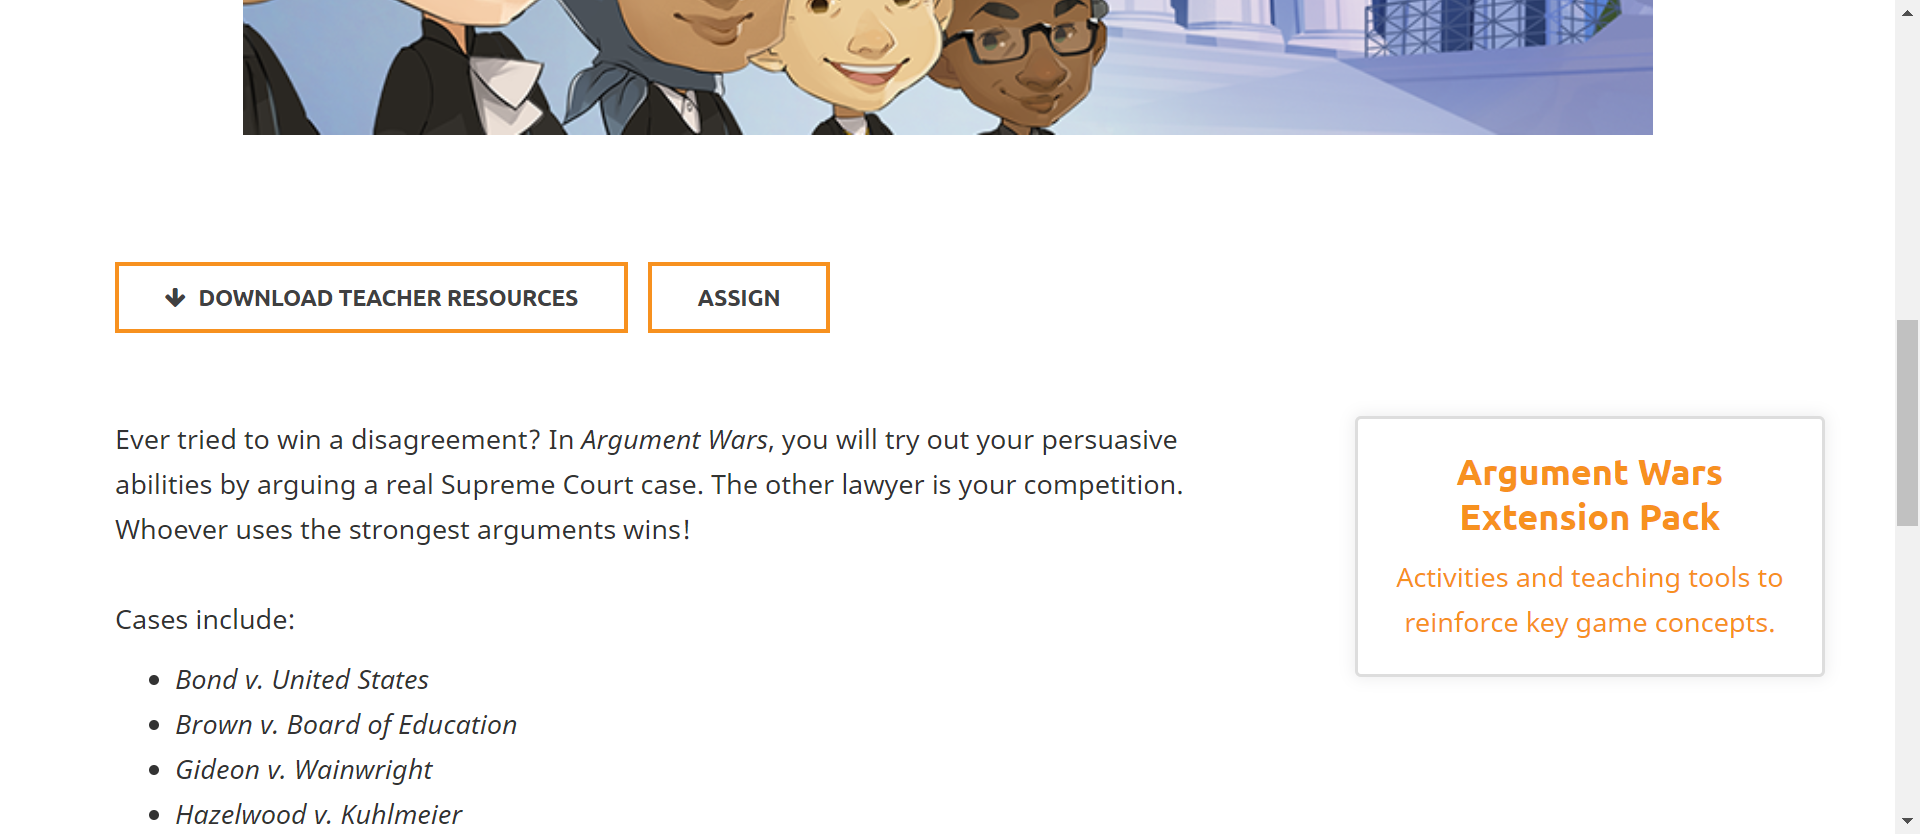 DOWNLOAD TEACHER RESOURCES
ASSIGN
Ever tried to win a disagreement? In Argument Wars, you will try out your persuasive
abilities by arguing a real Supreme Court case. The other lawyer is your competition.
Whoever uses the strongest arguments wins!
Cases include:
Bond v. United States
Brown v. Board of Education
Gideon v. Wainwright
Hazelwood v. Kuhlmeier
Argument Wars
Extension Pack
Activities and teaching tools to
reinforce key game concepts.